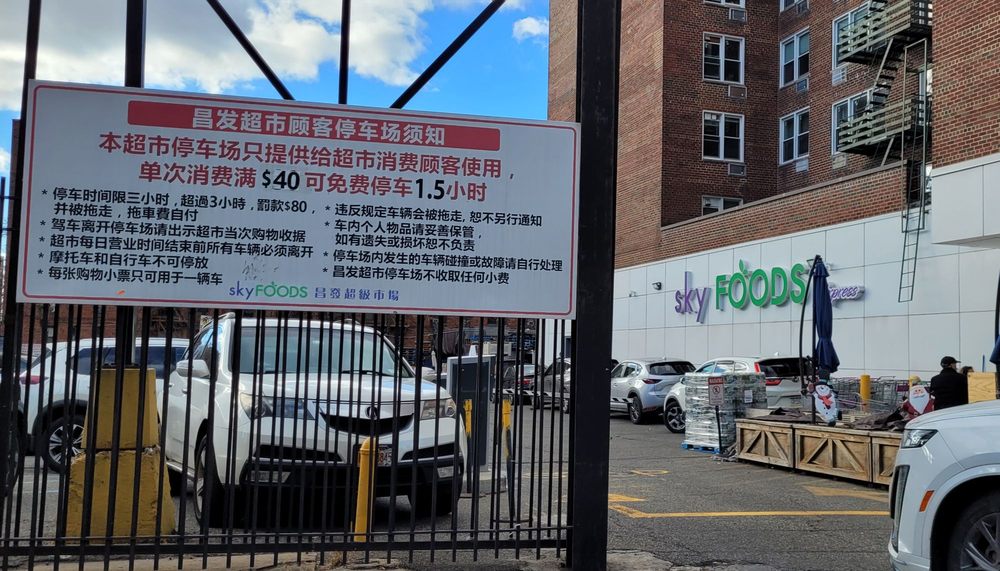 昌发超市顾客停车场须知
本超市停车场只提供给超市消费顾客使用，
单次消费满 $40 可免费停车1.5小时
* 停车时间限三小时，超過3小時，罰款$80，
并被拖走，拖車費自付
* 驾车离开停车场请出示超市当次购物收据
* 超市每日营业时间结束前所有车辆必须离开
* 摩托车和自行车不可停放
* 每张购物小票只可用于一辆车
* 违反规定车辆会被拖走, 恕不另行通知
* 车内个人物品请妥善保管，
如有遗失或损坏恕不负责
* 停车场内发生的车辆碰撞或故障请自行处理
* 昌发超市停车场不收取任何小费
skyFOODS 昌發超級市場
sky FOODS express